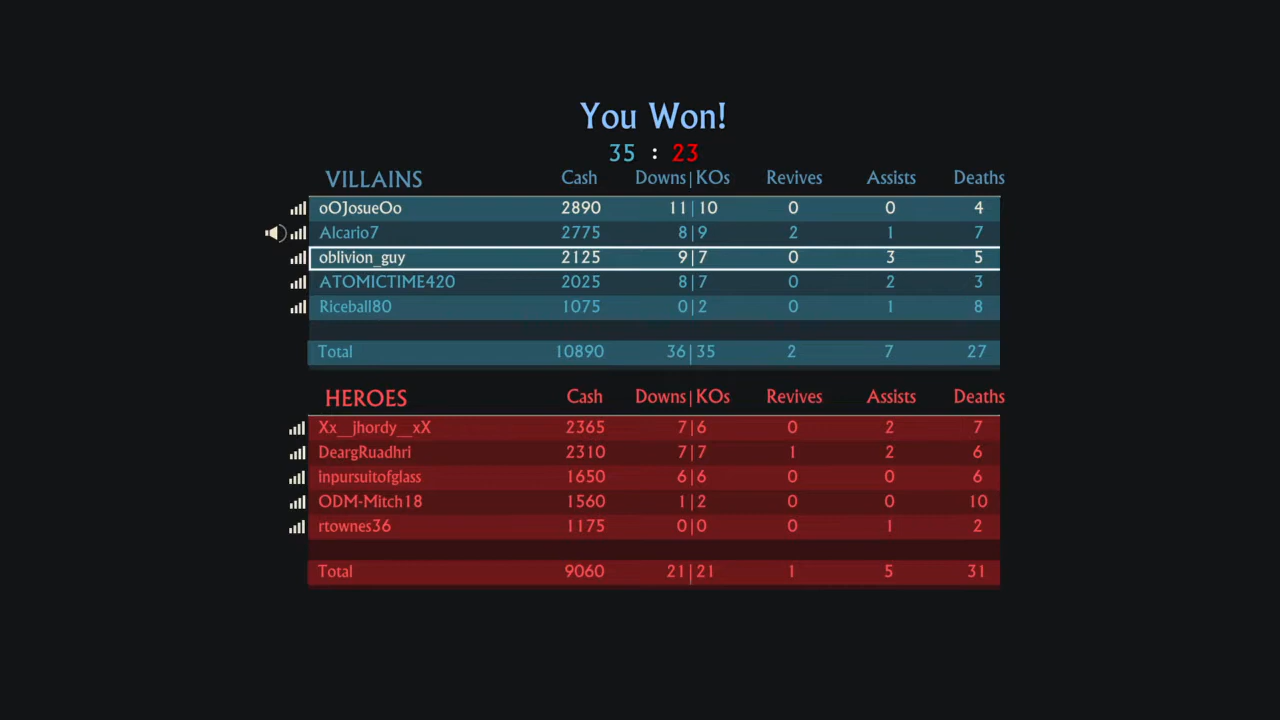 You Won!
35 : 23
VILLAINS Cash Downs|KOs Revives Assists Deaths
oOJosueOo 2890 11|10 0 0 4
Alcario7 2775 8|9 2 1 7
oblivion_guy 2125 9|7 0 3 5
ATOMICTIME420 2025 8|7 0 2 3
Riceball80 1075 0|2 0 1 8
Total 10890 36|35 2 7 27
HEROES Cash Downs|KOs Revives Assists Deaths
Xx__jhordy__xX 2365 7|6 0 2 7
DeargRuadhri 2310 7|7 1 2 6
inpursuitofglass 1650 6|6 0 0 6
ODM-Mitch18 1560 1|2 0 0 10
rtownes36 1175 0|0 0 1 2
Total 9060 21|21 1 5 31